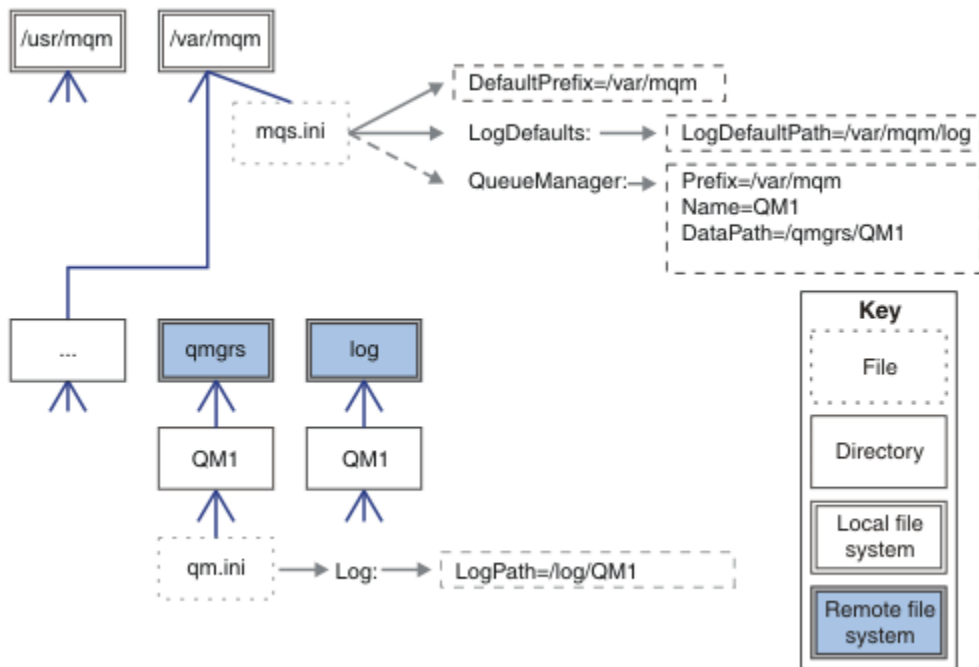 /usr/mqm
/var/mqm
DefaultPrefix=/var/mqm
mqs.ini
LogDefaults:
LogDefaultPath=/var/mqm/log
QueueManager:
Prefix=/var/mqm
Name=QM1
DataPath=/qmgrs/QM1
...
qmgrs
log
QM1
QM1
qm.ini
Log:
LogPath=/log/QM1
Key
File
Directory
Local file
system
Remote file
system